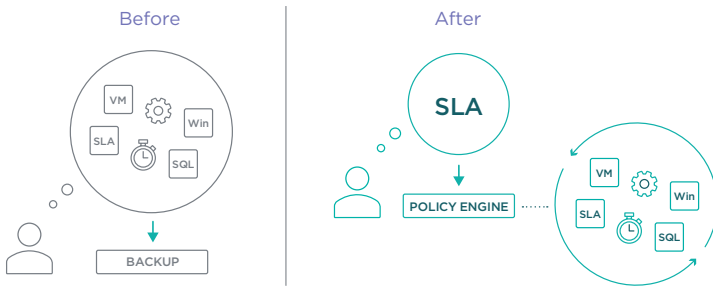 Before
VM
Win
SLA
SQL
BACKUP
After
SLA
POLICY ENGINE
VM
Win
SLA
SQL